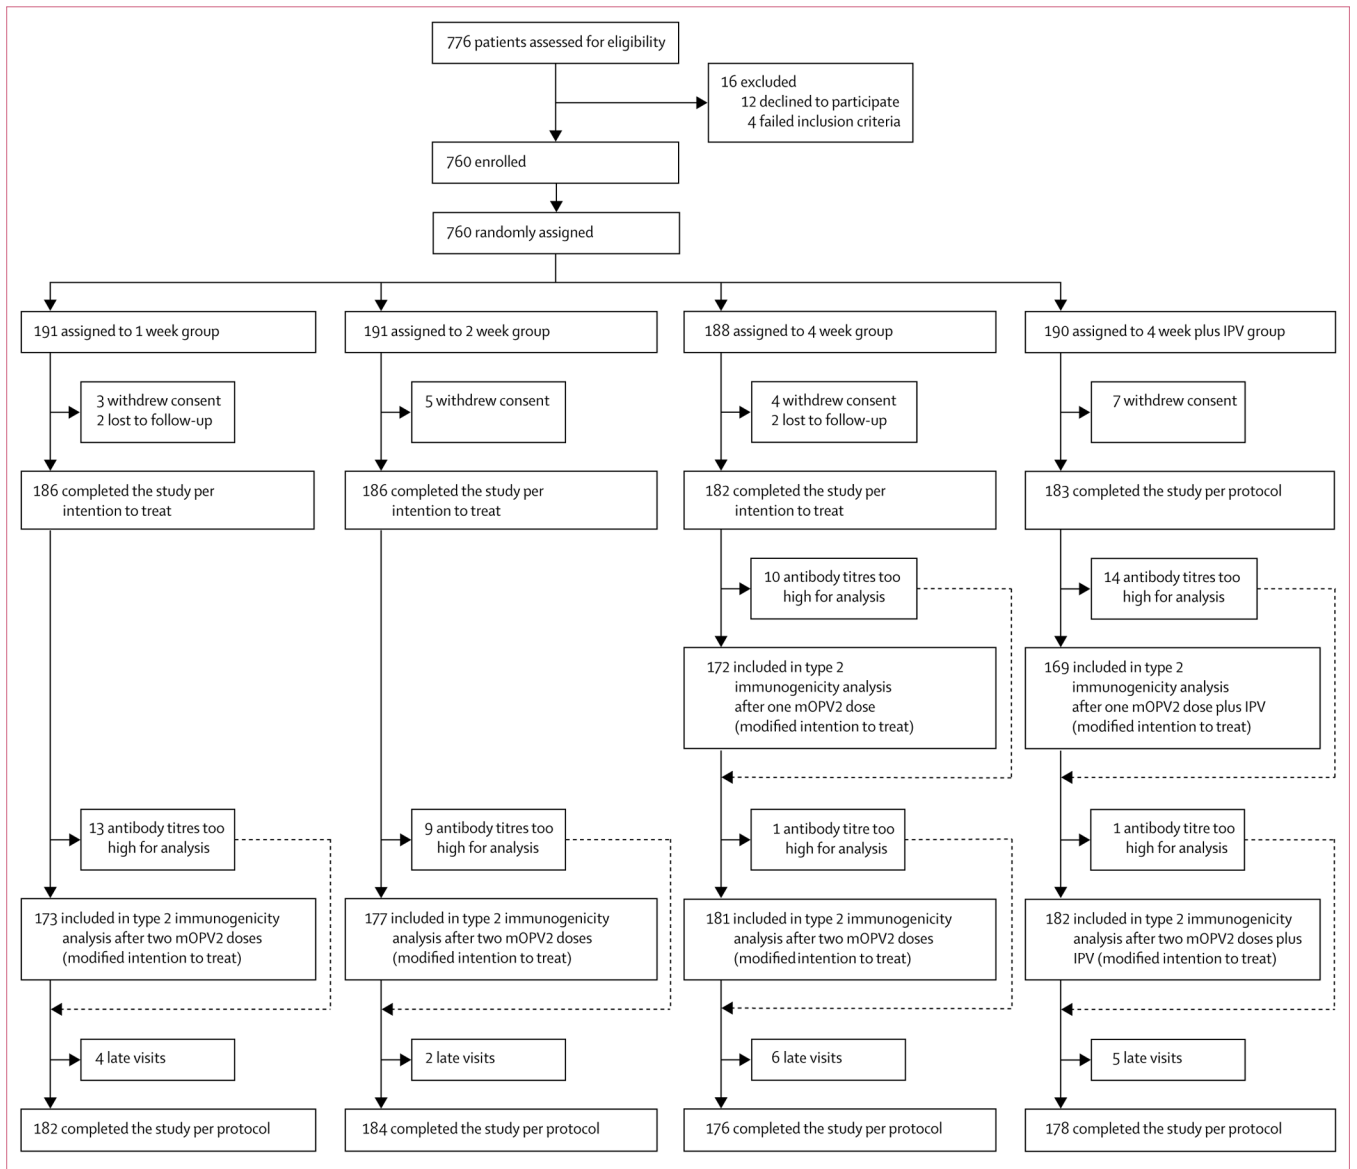 776 patients assessed for eligibility
16 excluded
12 declined to participate
4 failed inclusion criteria
760 enrolled
760 randomly assigned
191 assigned to 1 week group
191 assigned to 2 week group
188 assigned to 4 week group
190 assigned to 4 week plus IPV group
3 withdrew consent
2 lost to follow-up
5 withdrew consent
4 withdrew consent
2 lost to follow-up
7 withdrew consent
186 completed the study per
intention to treat
186 completed the study per
intention to treat
182 completed the study per
intention to treat
183 completed the study per protocol
10 antibody titres too
high for analysis
14 antibody titres too
high for analysis
172 included in type 2
immunogenicity analysis
after one mOPV2 dose
(modified intention to treat)
169 included in type 2
immunogenicity analysis
after one mOPV2 dose plus IPV
(modified intention to treat)
13 antibody titres too
high for analysis
9 antibody titres too
high for analysis
1 antibody titre too
high for analysis
1 antibody titre too
high for analysis
173 included in type 2 immunogenicity
analysis after two mOPV2 doses
(modified intention to treat)
177 included in type 2 immunogenicity
analysis after two mOPV2 doses
(modified intention to treat)
181 included in type 2 immunogenicity
analysis after two mOPV2 doses
(modified intention to treat)
182 included in type 2 immunogenicity
analysis after two mOPV2 doses plus
IPV (modified intention to treat)
4 late visits
2 late visits
6 late visits
5 late visits
182 completed the study per protocol
184 completed the study per protocol
176 completed the study per protocol
178 completed the study per protocol